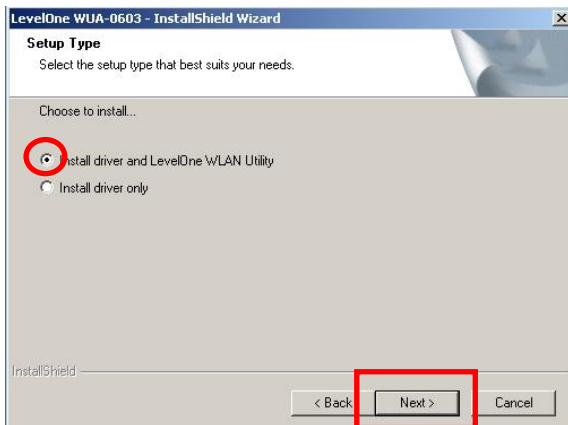 LevelOne WUA-0603 - InstallShield Wizard
Setup Type
Select the setup type that best suits your needs.
Choose to install...
Install driver and LevelOne WLAN Utility
Install driver only
InstallShield
< Back
Next >
Cancel